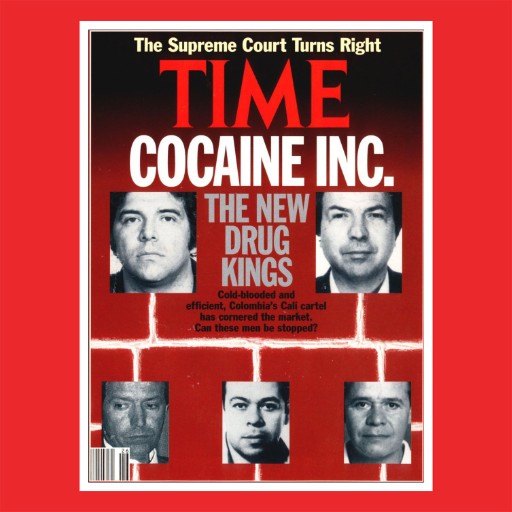 The Supreme Court Turns Right
TIME
COCAINE INC.
THE NEW
DRUG
KINGS
Cold-blooded and
efficient, Colombia's Cali cartel
has cornered the market.
Can these men be stopped?